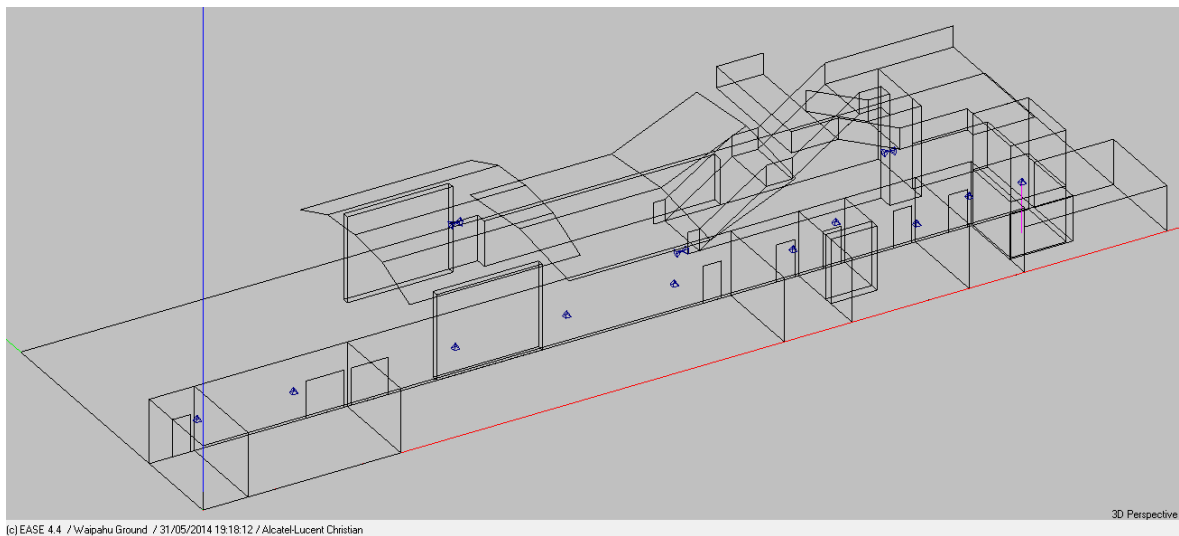 3D Perspective
(c) EASE 4.4 / Waipahu Ground / 31/05/2014 19:18:12 / Alcatel-Lucent Christian